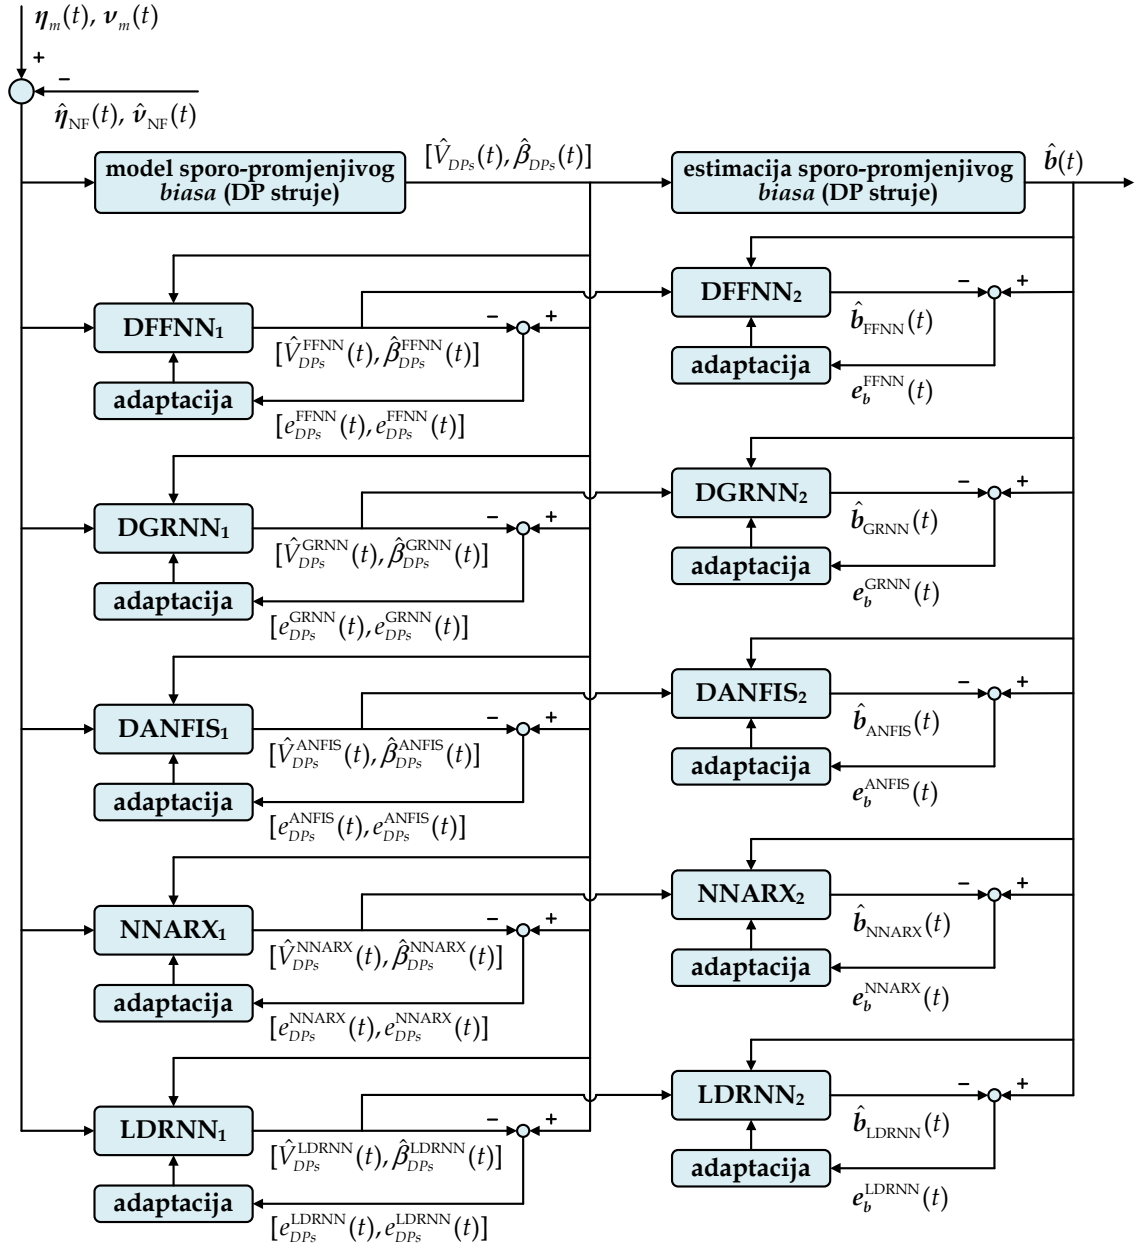 η_m(t), ν_m(t)
+
−
η̂_NF(t), ν̂_NF(t)
model sporo-promjenjivog
biasa (DP struje)
[V̂_DPs(t), β̂_DPs(t)]
estimacija sporo-promjenjivog
biasa (DP struje)
b̂(t)
DFFNN₁
− +
[V̂_DPs^FFNN(t), β̂_DPs^FFNN(t)]
adaptacija
[e_DPs^FFNN(t), e_DPs^FFNN(t)]
DFFNN₂
− +
b̂_FFNN(t)
adaptacija
e_b^FFNN(t)
DGRNN₁
− +
[V̂_DPs^GRNN(t), β̂_DPs^GRNN(t)]
adaptacija
[e_DPs^GRNN(t), e_DPs^GRNN(t)]
DGRNN₂
− +
b̂_GRNN(t)
adaptacija
e_b^GRNN(t)
DANFIS₁
− +
[V̂_DPs^ANFIS(t), β̂_DPs^ANFIS(t)]
adaptacija
[e_DPs^ANFIS(t), e_DPs^ANFIS(t)]
DANFIS₂
− +
b̂_ANFIS(t)
adaptacija
e_b^ANFIS(t)
NNARX₁
− +
[V̂_DPs^NNARX(t), β̂_DPs^NNARX(t)]
adaptacija
[e_DPs^NNARX(t), e_DPs^NNARX(t)]
NNARX₂
− +
b̂_NNARX(t)
adaptacija
e_b^NNARX(t)
LDRNN₁
− +
[V̂_DPs^LDRNN(t), β̂_DPs^LDRNN(t)]
adaptacija
[e_DPs^LDRNN(t), e_DPs^LDRNN(t)]
LDRNN₂
− +
b̂_LDRNN(t)
adaptacija
e_b^LDRNN(t)